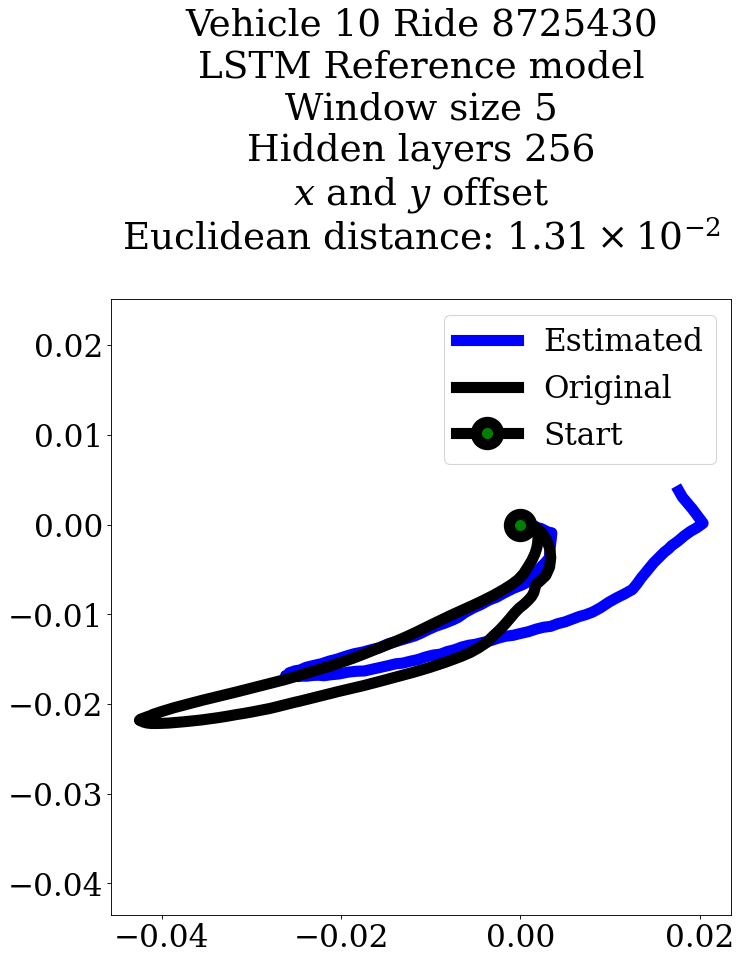 Vehicle 10 Ride 8725430
LSTM Reference model
Window size 5
Hidden layers 256
x and y offset
Euclidean distance: 1.31 × 10⁻²
Estimated
Original
Start
0.02
0.01
0.00
−0.01
−0.02
−0.03
−0.04
−0.04 −0.02 0.00 0.02